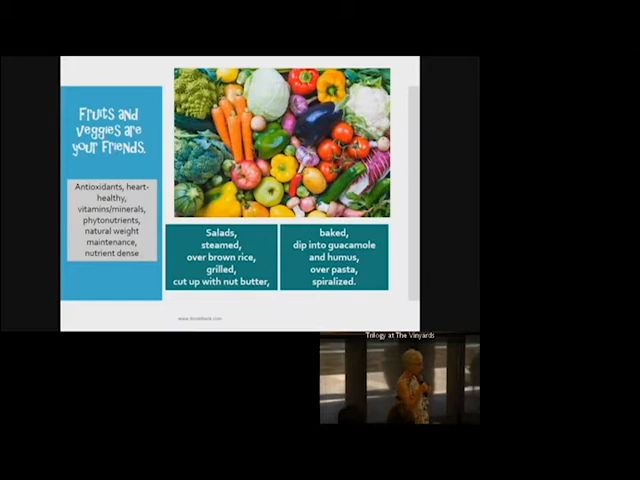 Fruits and
Veggies are
your Friends.
Antioxidants, heart-
healthy,
vitamins/minerals,
phytonutrients,
natural weight
maintenance,
nutrient dense
Salads,
steamed,
over brown rice,
grilled,
cut up with nut butter,
baked,
dip into guacamole
and humus,
over pasta,
spiralized.
Trilogy at The Vinyards